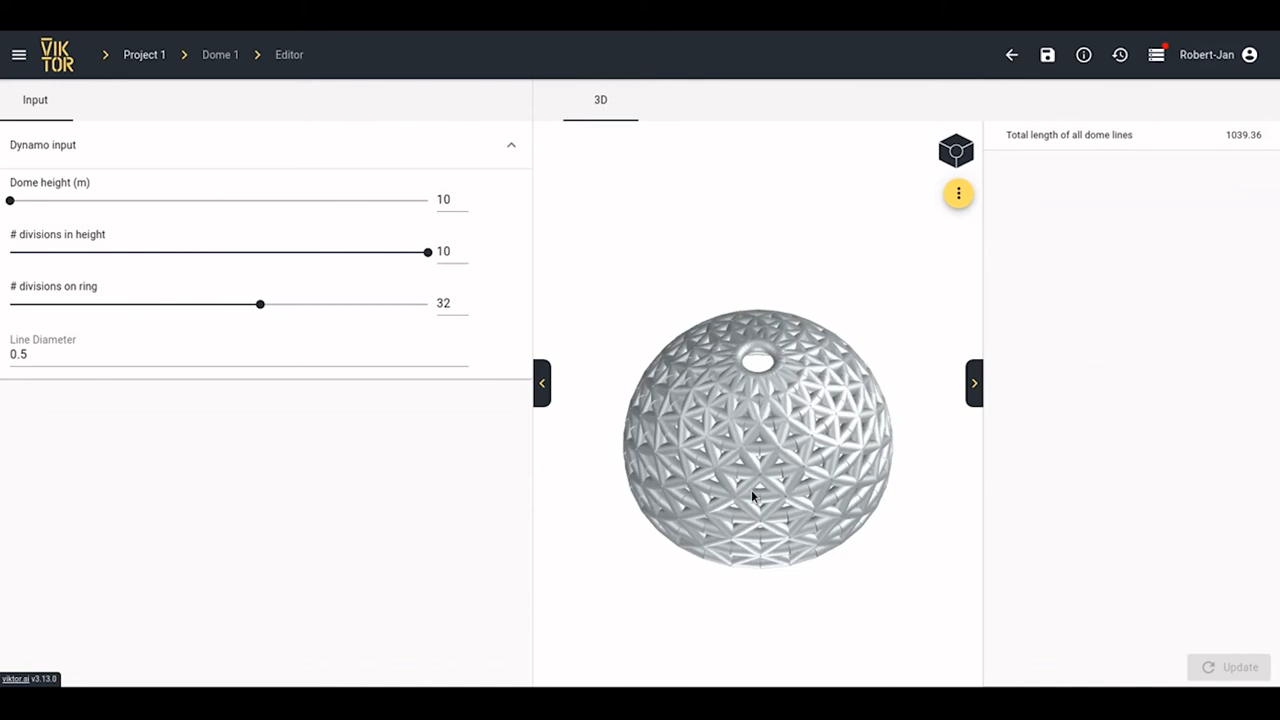 VIKTOR
Project 1
Dome 1
Editor
Robert-Jan
Input
3D
Dynamo input
Total length of all dome lines
1039.36
Dome height (m)
10
# divisions in height
10
# divisions on ring
32
Line Diameter
0.5
Update
viktor.ai v3.13.0